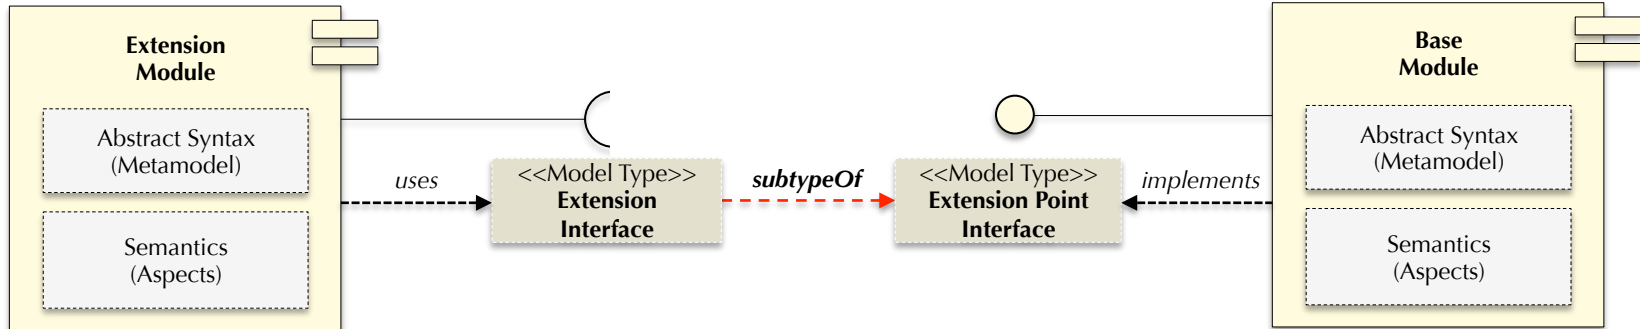 Extension
Module
Abstract Syntax
(Metamodel)
Semantics
(Aspects)
uses
<<Model Type>>
Extension
Interface
subtypeOf
<<Model Type>>
Extension Point
Interface
implements
Base
Module
Abstract Syntax
(Metamodel)
Semantics
(Aspects)